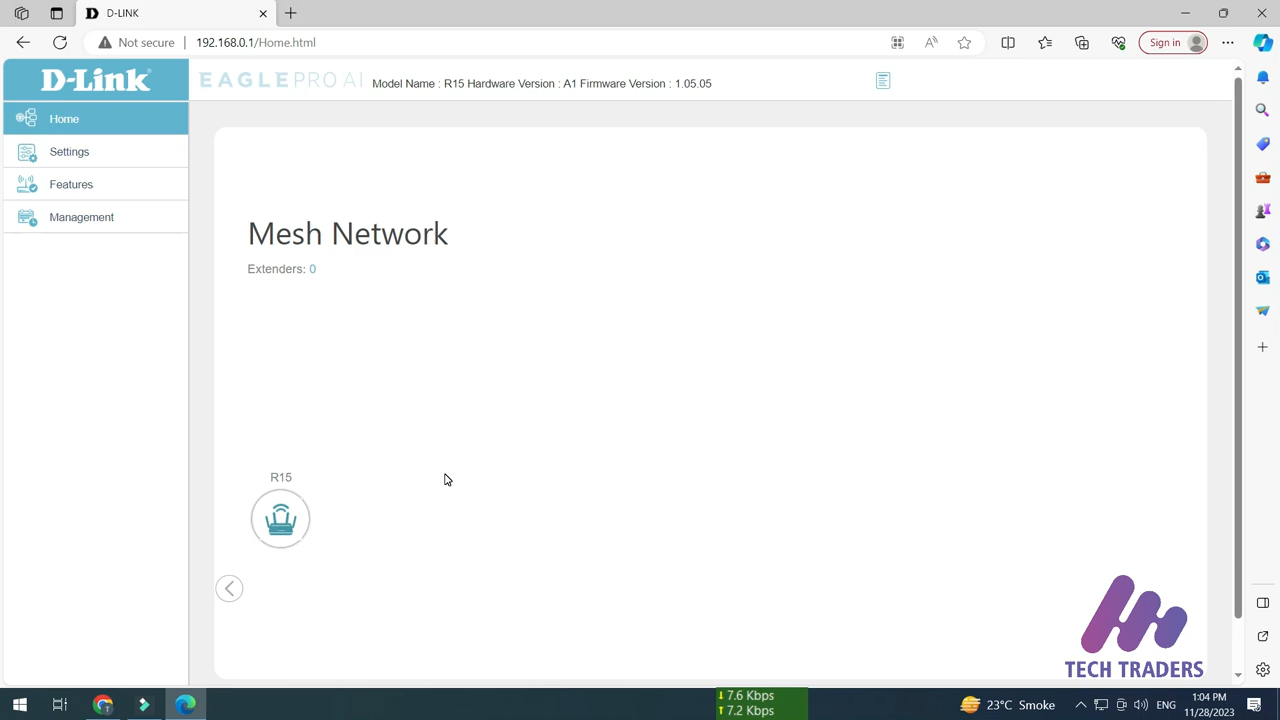 D-LINK
Not secure
192.168.0.1/Home.html
Sign in
D-Link
EAGLE PRO AI
Model Name : R15 Hardware Version : A1 Firmware Version : 1.05.05
Home
Settings
Features
Management
Mesh Network
Extenders: 0
R15
TECH TRADERS
7.6 Kbps
7.2 Kbps
23°C Smoke
ENG
1:04 PM
11/28/2023